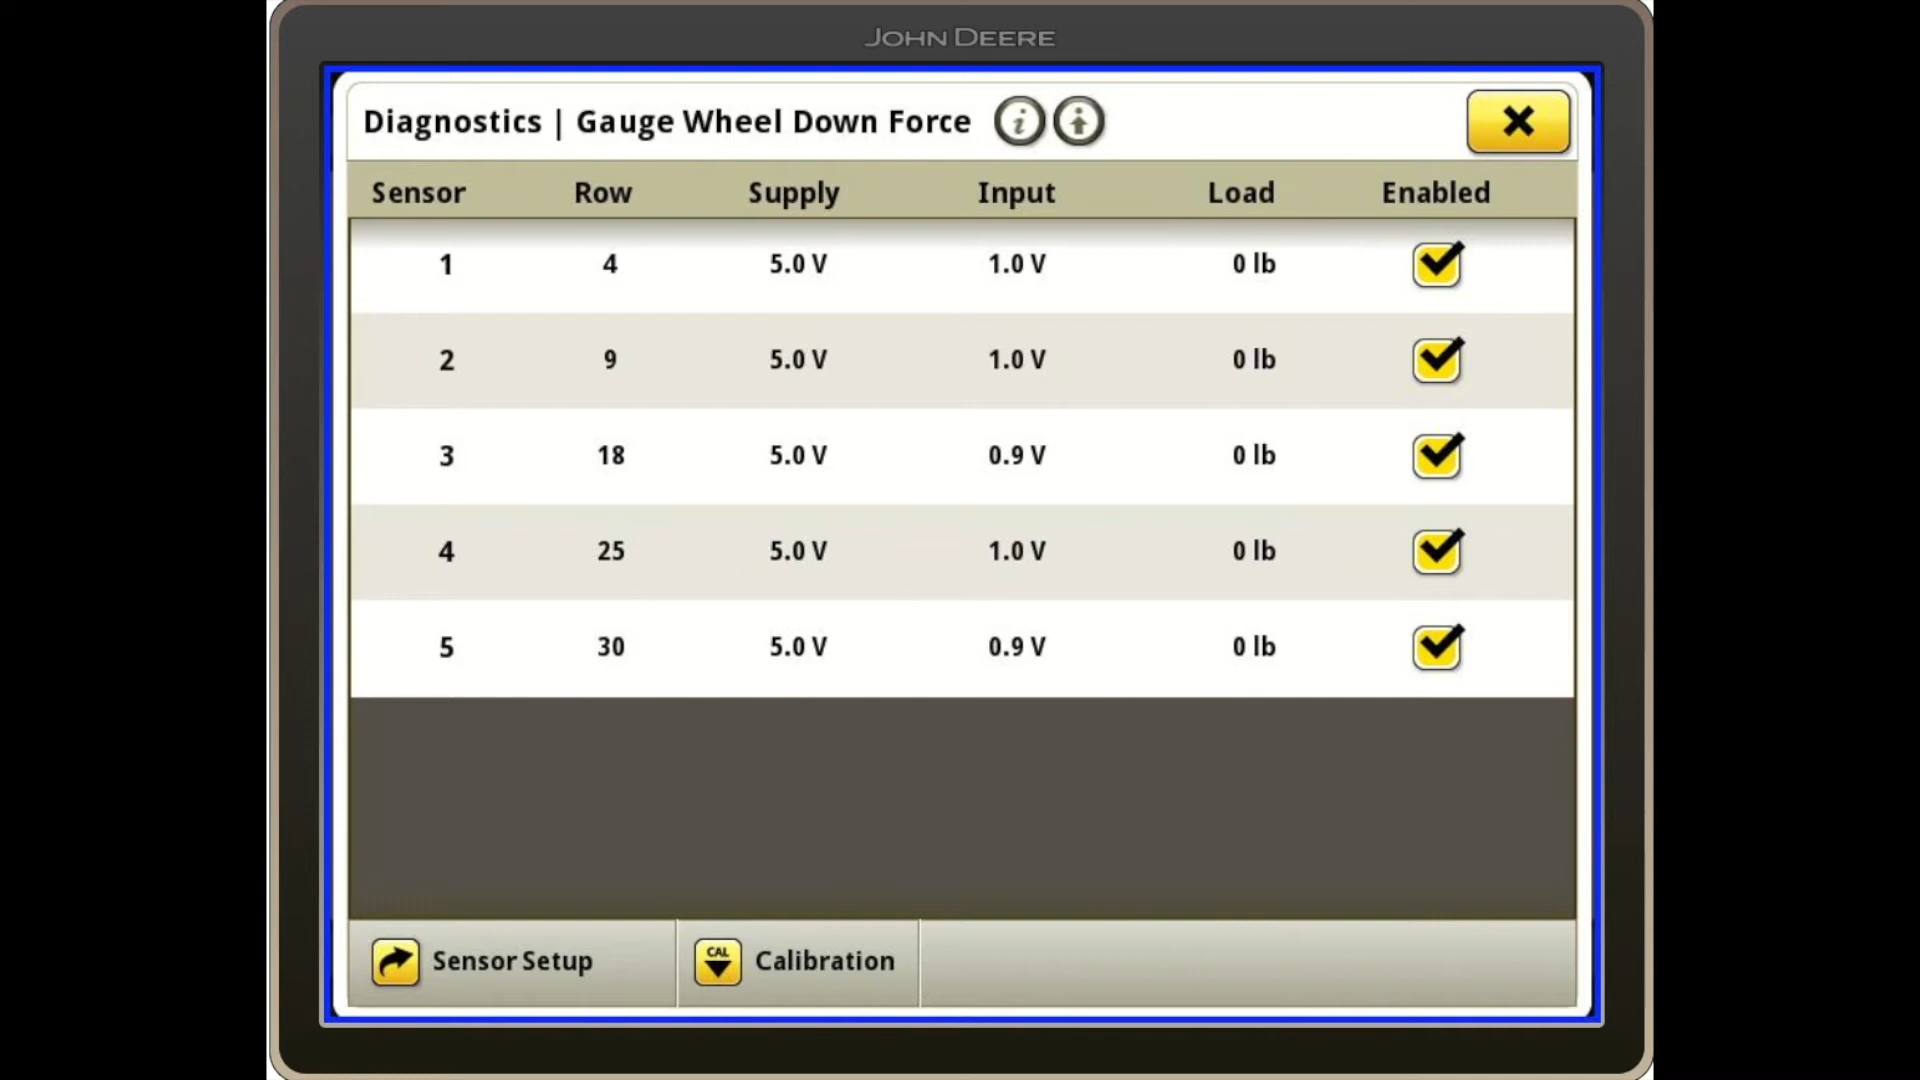 JOHN DEERE
Diagnostics | Gauge Wheel Down Force
Sensor Row Supply Input Load Enabled
1 4 5.0 V 1.0 V 0 lb
2 9 5.0 V 1.0 V 0 lb
3 18 5.0 V 0.9 V 0 lb
4 25 5.0 V 1.0 V 0 lb
5 30 5.0 V 0.9 V 0 lb
Sensor Setup CAL Calibration